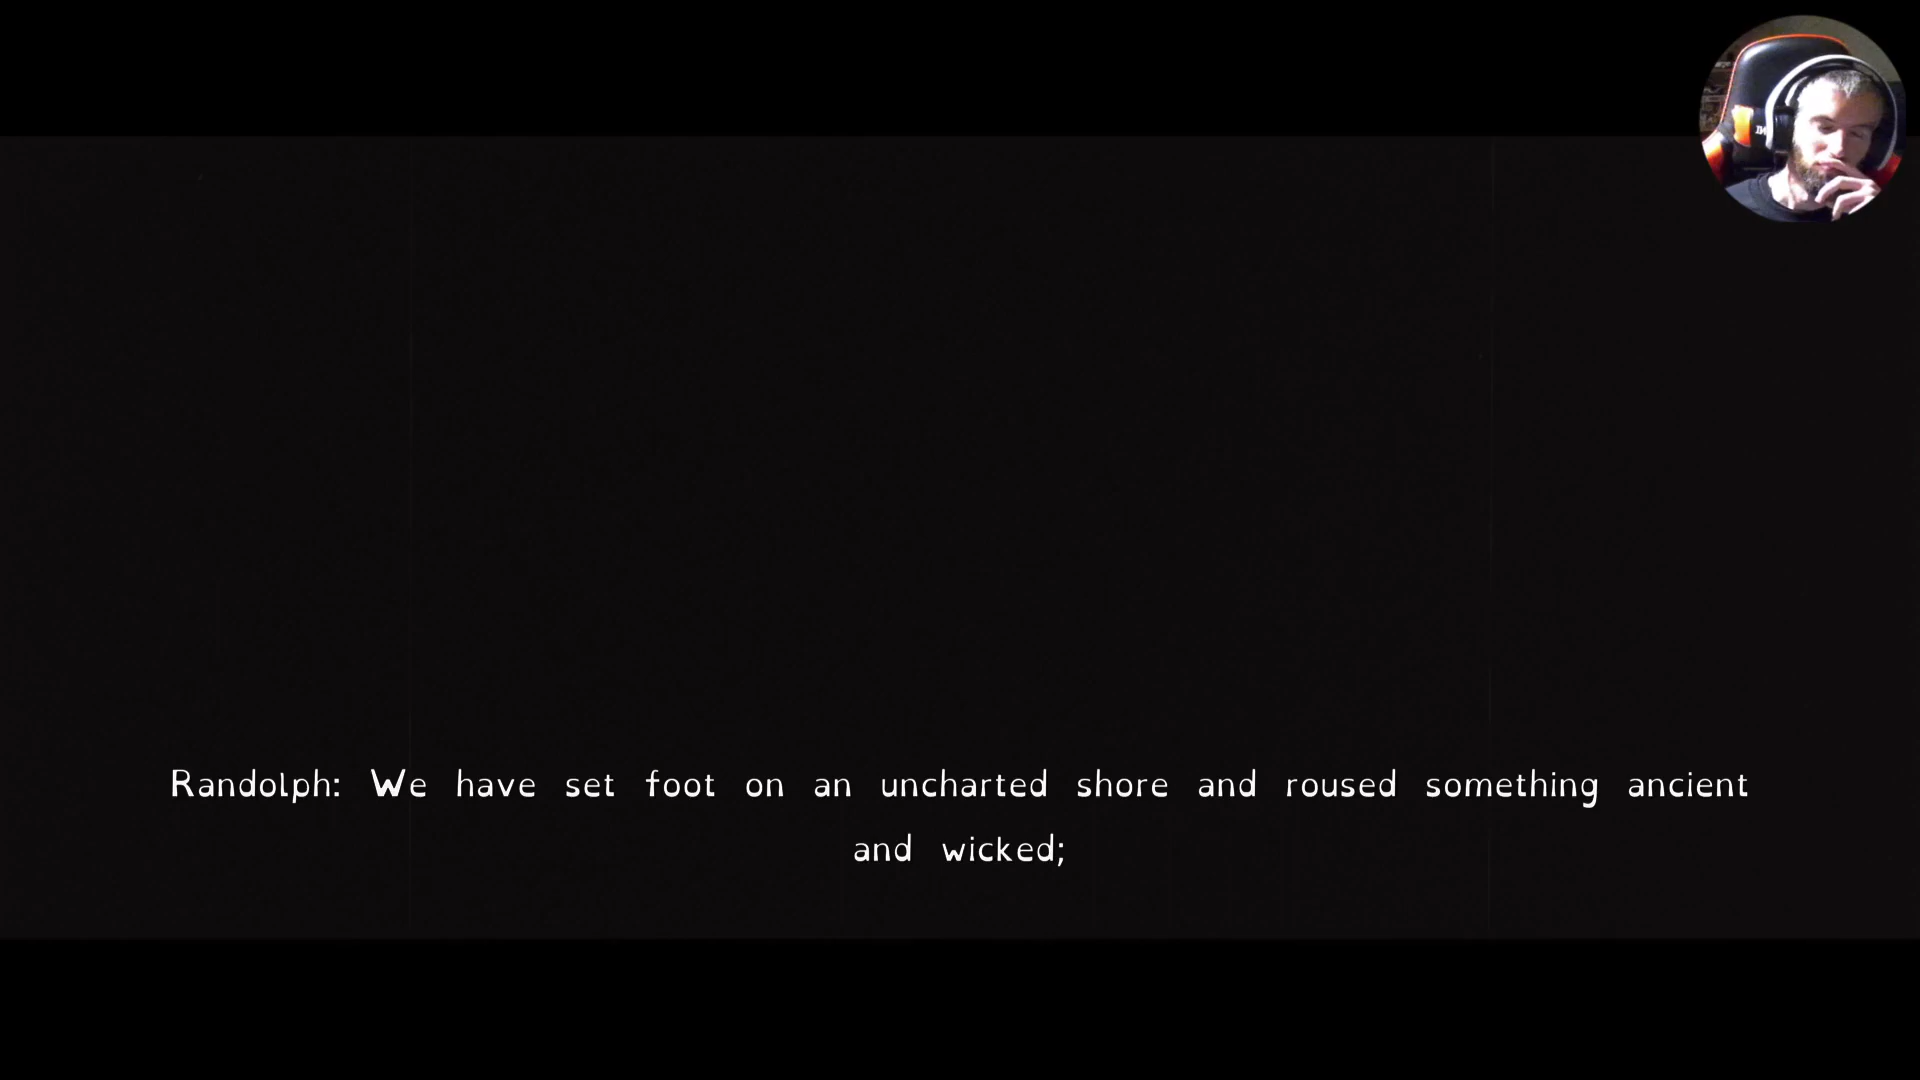 Randolph: We have set foot on an uncharted shore and roused something ancient
and wicked;